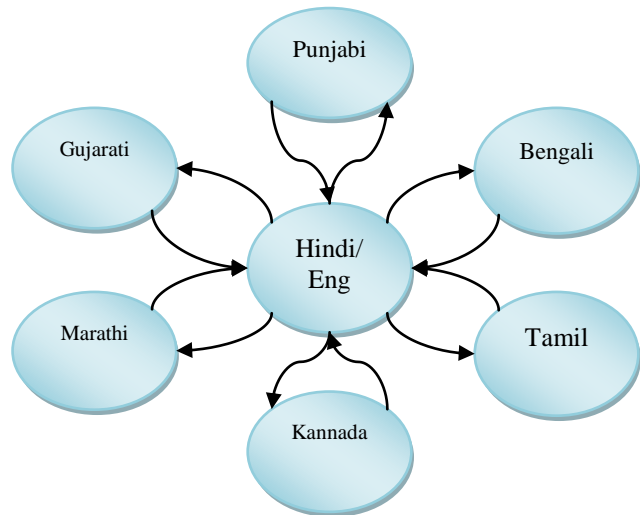 Punjabi
Gujarati
Bengali
Hindi/
Eng
Marathi
Tamil
Kannada